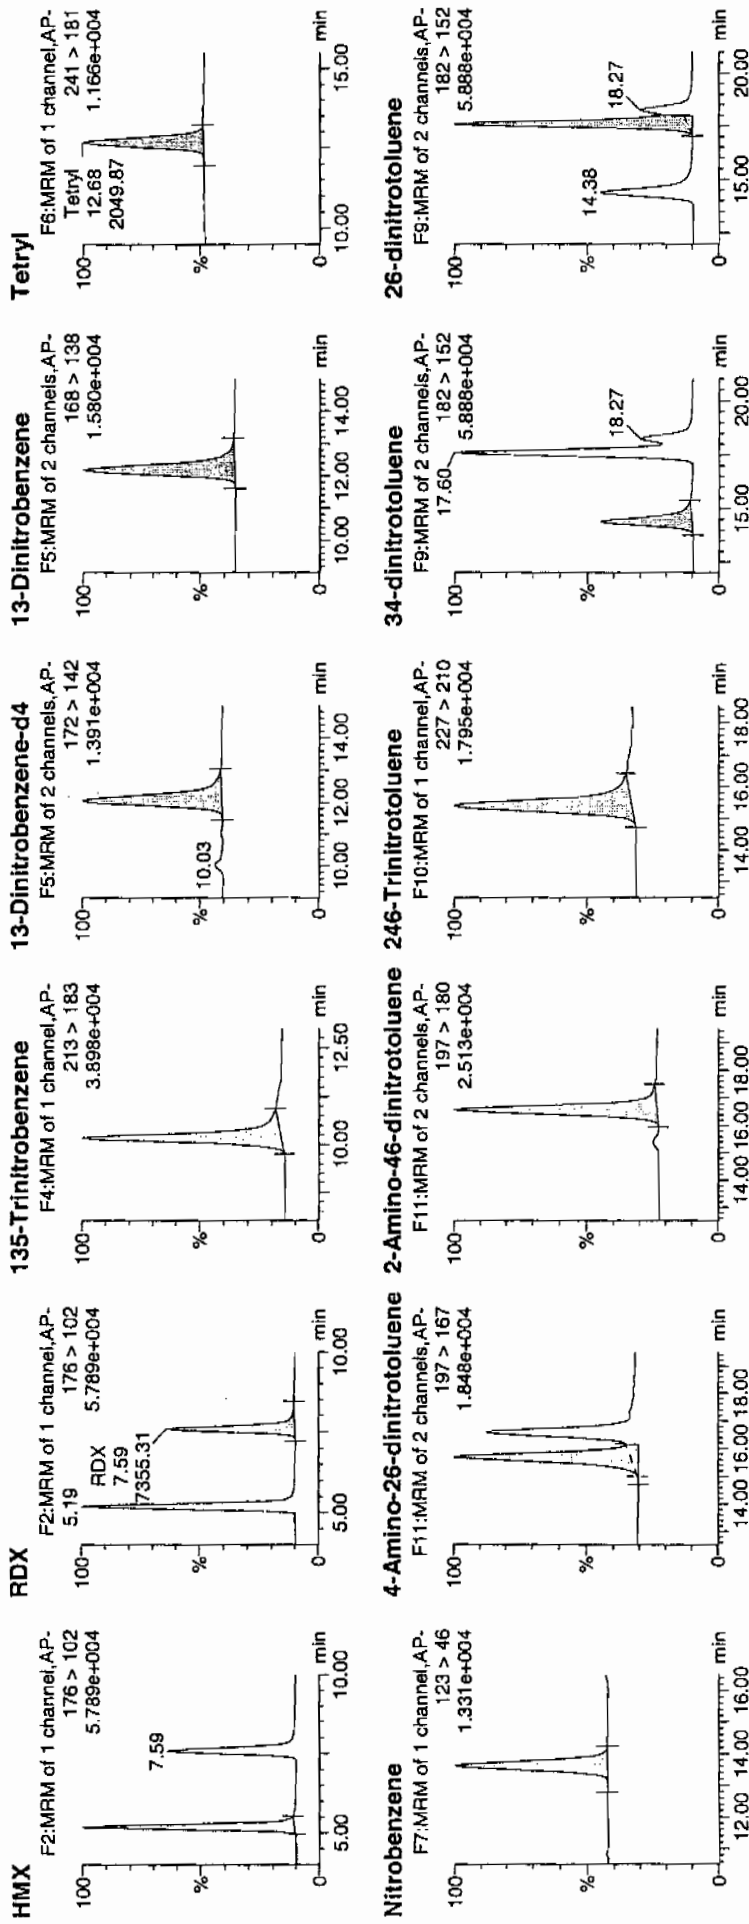 HMX
F2:MRM of 1 channel,AP-
176 > 102
5.789e+004
100
7.59
%
0
5.00
10.00
min
RDX
F2:MRM of 1 channel,AP-
5.19
176 > 102
5.789e+004
100
RDX
7.59
7355.31
%
0
5.00
10.00
min
135-Trinitrobenzene
F4:MRM of 1 channel,AP-
213 > 183
3.898e+004
100
%
0
10.00
12.50
min
13-Dinitrobenzene-d4
F5:MRM of 2 channels,AP-
172 > 142
1.391e+004
100
10.03
%
0
10.00
12.00
14.00
min
13-Dinitrobenzene
F5:MRM of 2 channels,AP-
168 > 138
1.580e+004
100
%
0
10.00
12.00
14.00
min
Tetryl
F6:MRM of 1 channel,AP-
Tetryl
241 > 181
12.68
1.166e+004
2049.87
100
%
0
10.00
15.00
min
Nitrobenzene
F7:MRM of 1 channel,AP-
123 > 46
1.331e+004
100
%
0
12.00
14.00
16.00
min
4-Amino-26-dinitrotoluene
F11:MRM of 2 channels,AP-
197 > 167
1.848e+004
100
%
0
14.00
16.00
18.00
min
2-Amino-46-dinitrotoluene
F11:MRM of 2 channels,AP-
197 > 180
2.513e+004
100
%
0
14.00
16.00
18.00
min
246-Trinitrotoluene
F10:MRM of 1 channel,AP-
227 > 210
1.795e+004
100
%
0
14.00
16.00
18.00
min
34-dinitrotoluene
F9:MRM of 2 channels,AP-
17.60
182 > 152
5.888e+004
100
18.27
%
0
15.00
20.00
min
26-dinitrotoluene
F9:MRM of 2 channels,AP-
182 > 152
5.888e+004
100
14.38
18.27
%
0
15.00
20.00
min